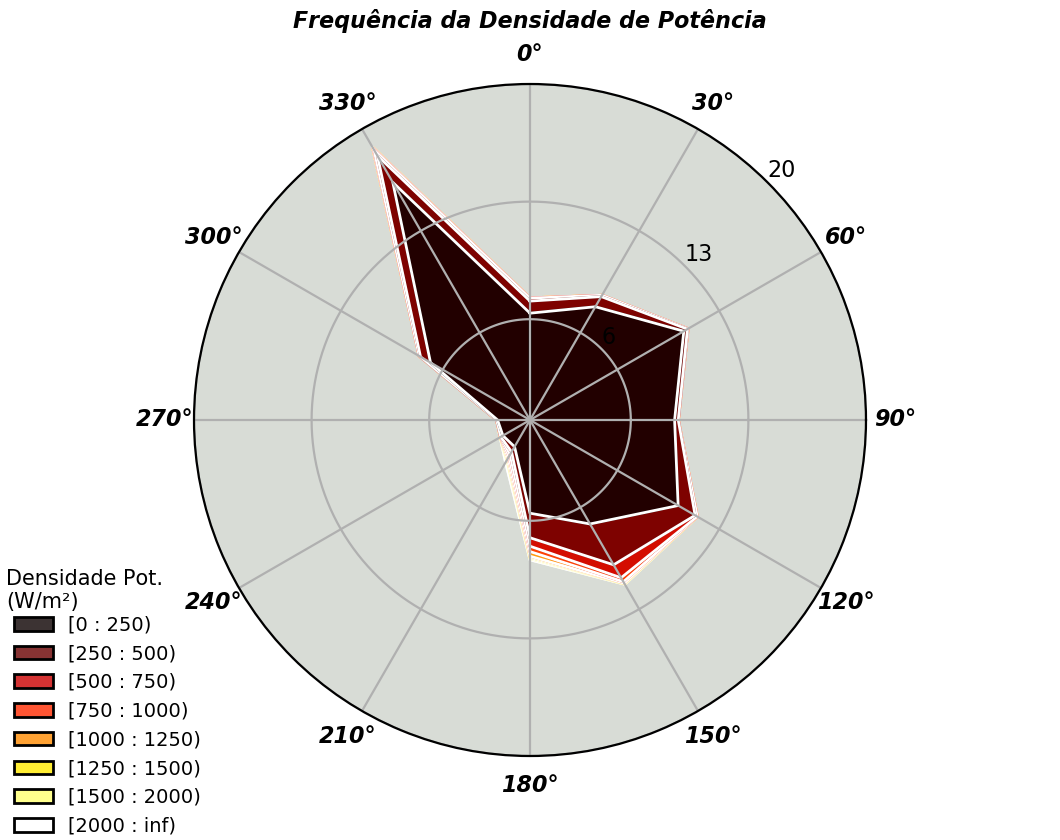 Frequência da Densidade de Potência
0°
330°
30°
20
300°
60°
13
6
270°
90°
Densidade Pot.
(W/m²)
240°
120°
[0 : 250)
[250 : 500)
[500 : 750)
[750 : 1000)
210°
150°
[1000 : 1250)
[1250 : 1500)
180°
[1500 : 2000)
[2000 : inf)